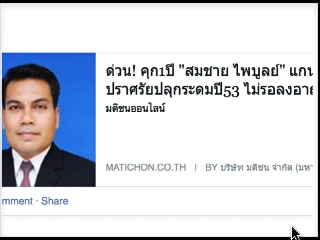 ด่วน! คุก1ปี "สมชาย ไพบูลย์" แกน
ปราศรัยปลุกระดมปี53 ไม่รอลงอาย
มติชนออนไลน์
MATICHON.CO.TH | BY บริษัท มติชน จำกัด (มหา
mment · Share